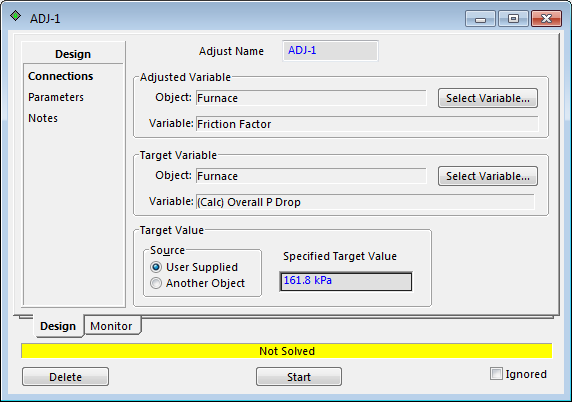 ADJ-1
Design
Connections
Parameters
Notes
Adjust Name ADJ-1
Adjusted Variable
Object: Furnace Select Variable...
Variable: Friction Factor
Target Variable
Object: Furnace Select Variable...
Variable: (Calc) Overall P Drop
Target Value
Source
User Supplied
Another Object
Specified Target Value
161.8 kPa
Design Monitor
Not Solved
Delete Start Ignored